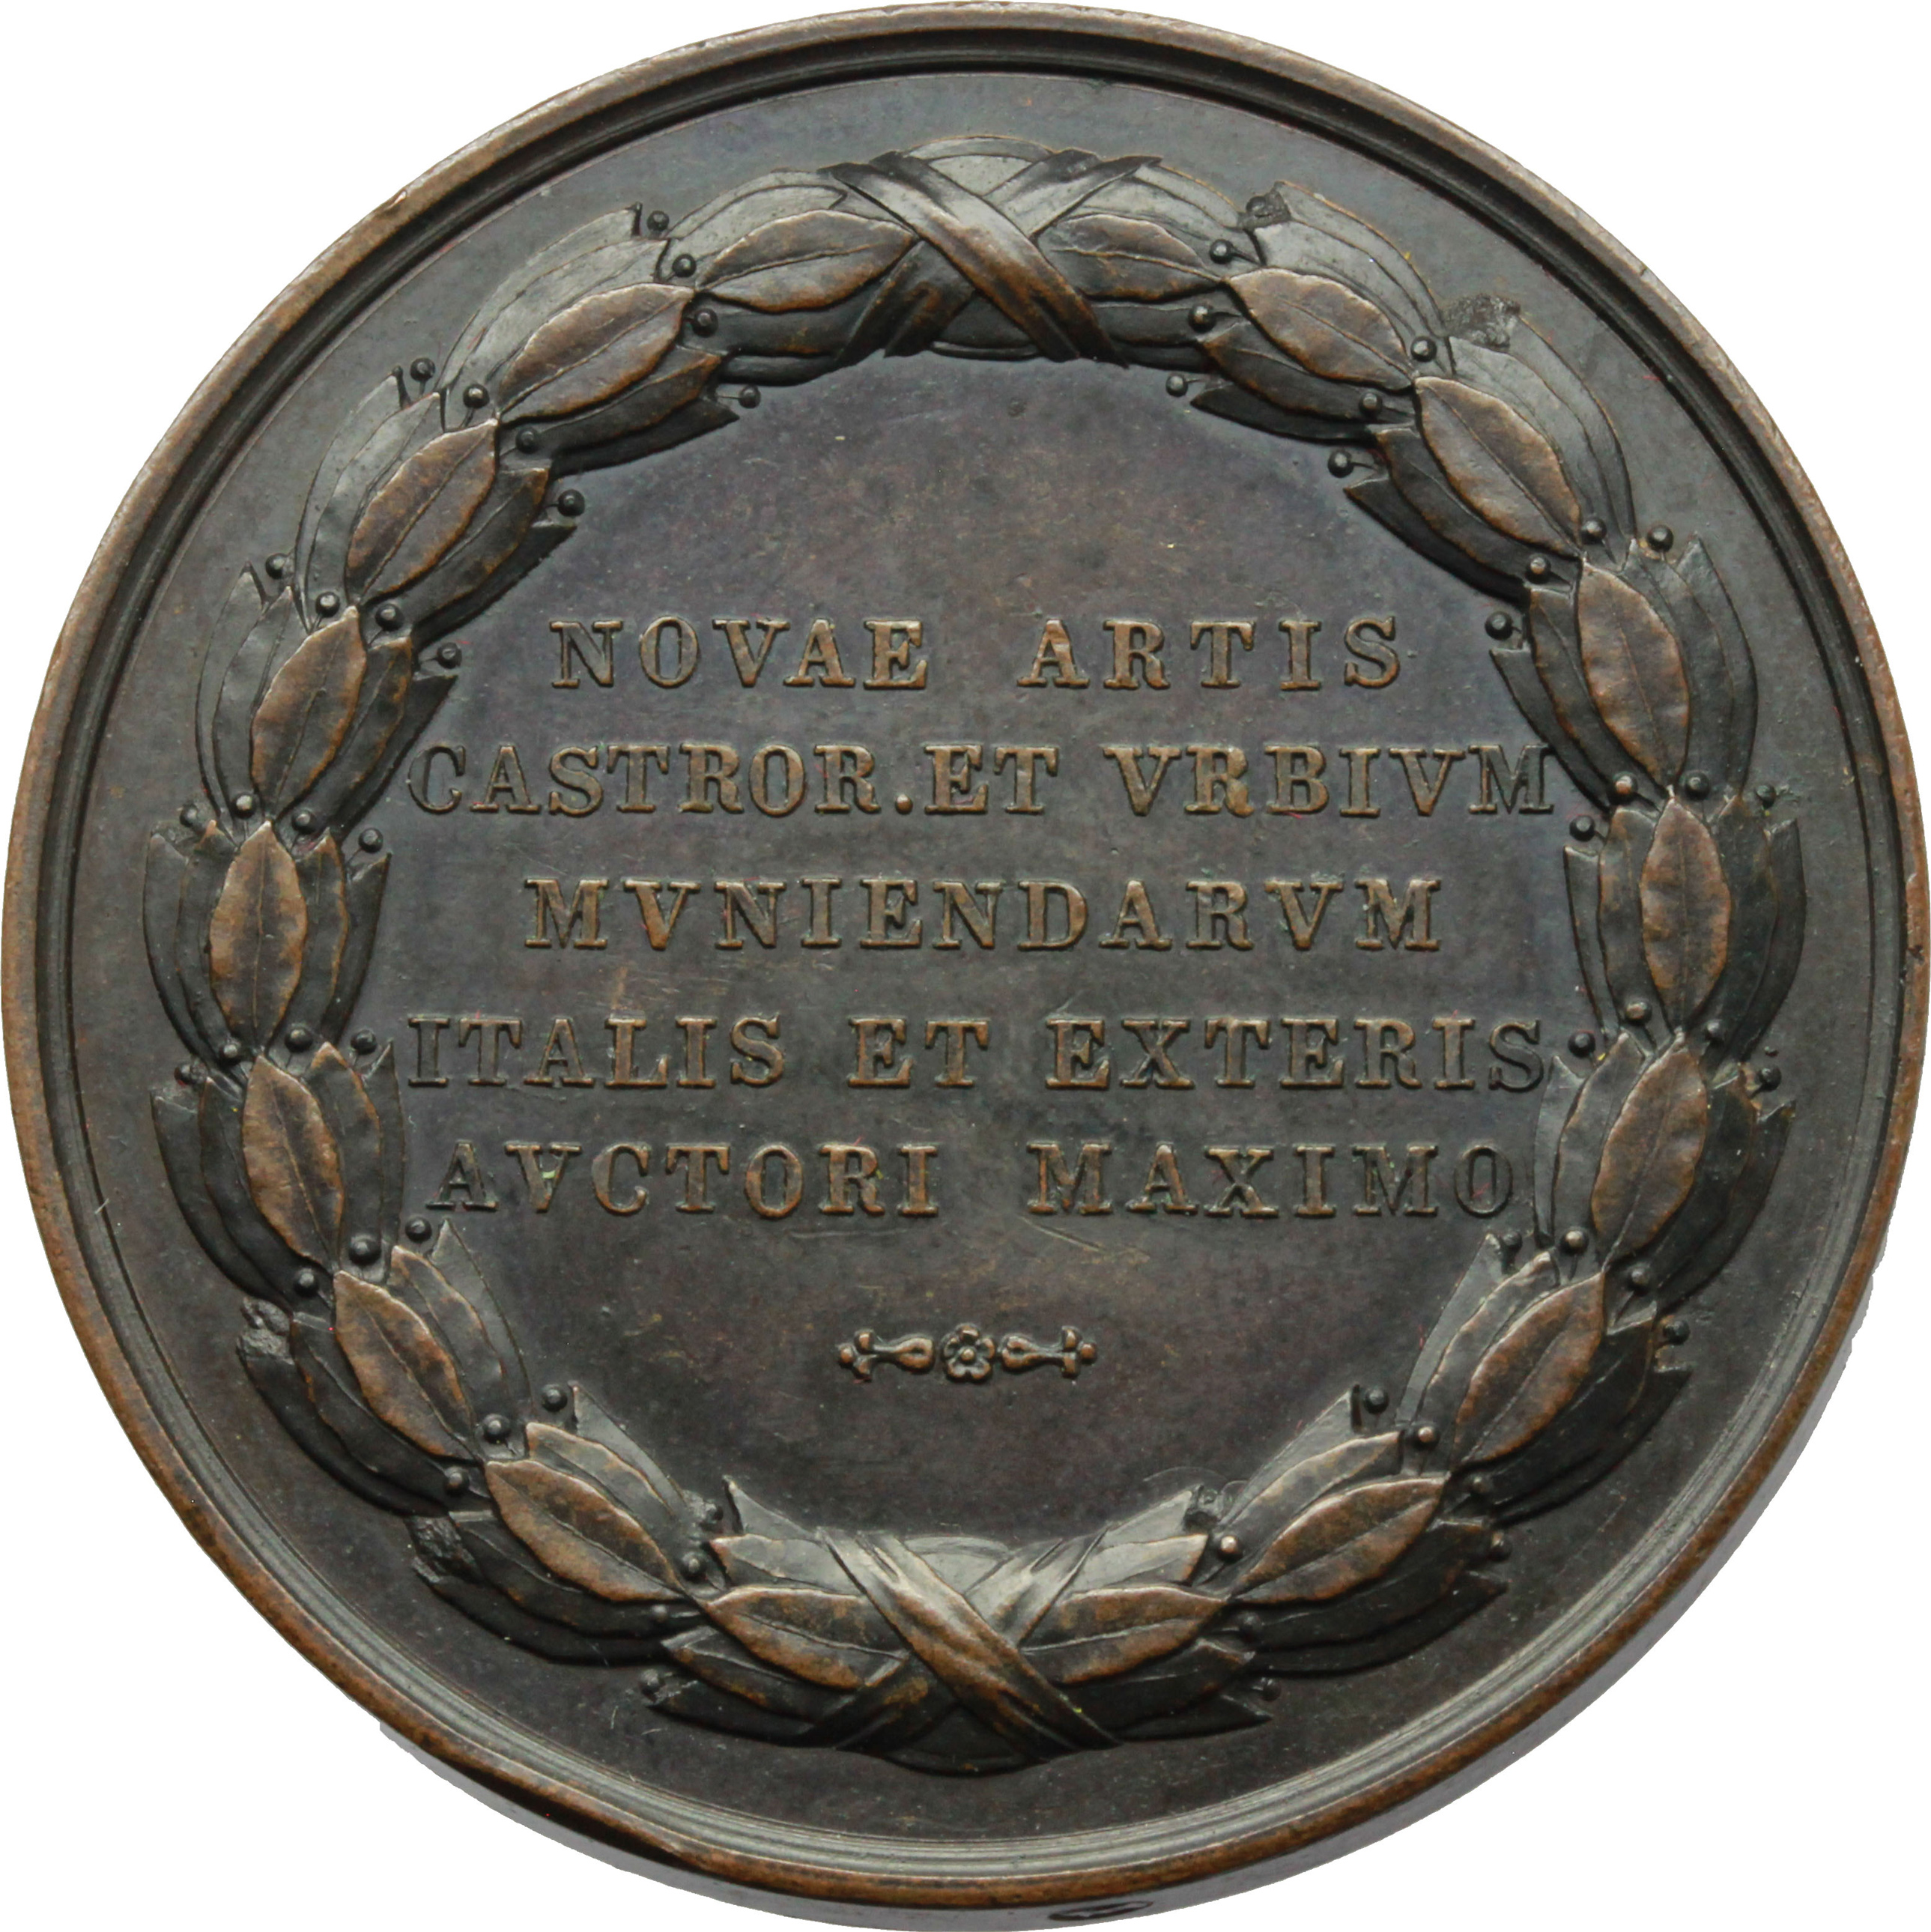 NOVAE ARTIS
CASTROR. ET VRBIVM
MVNIENDARVM
ITALIS ET EXTERIS
AVCTORI MAXIMO